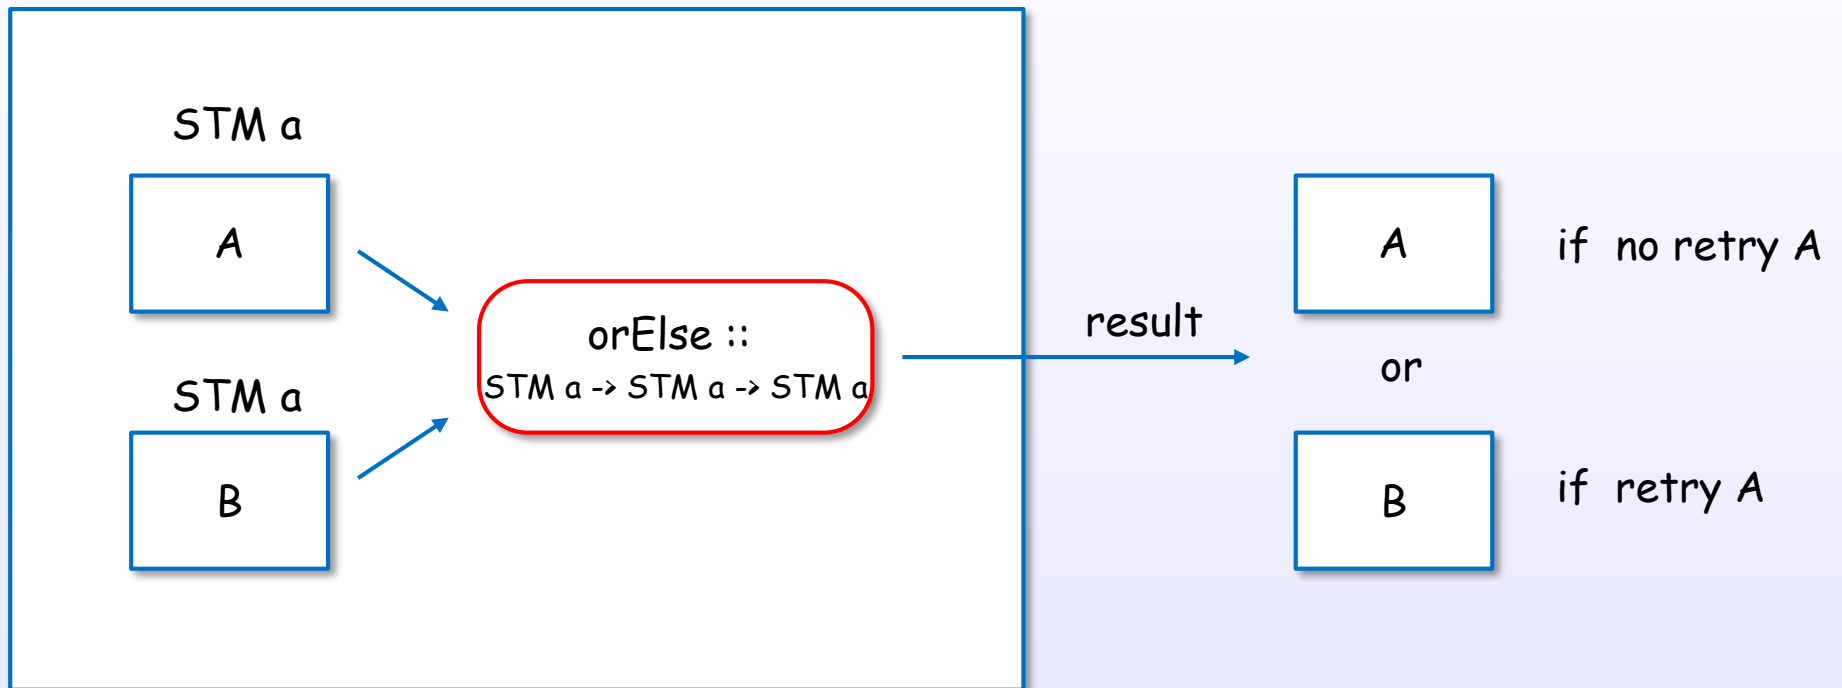 STM a
A
STM a
B
orElse ::
STM a -> STM a -> STM a
result
A
if no retry A
or
B
if retry A